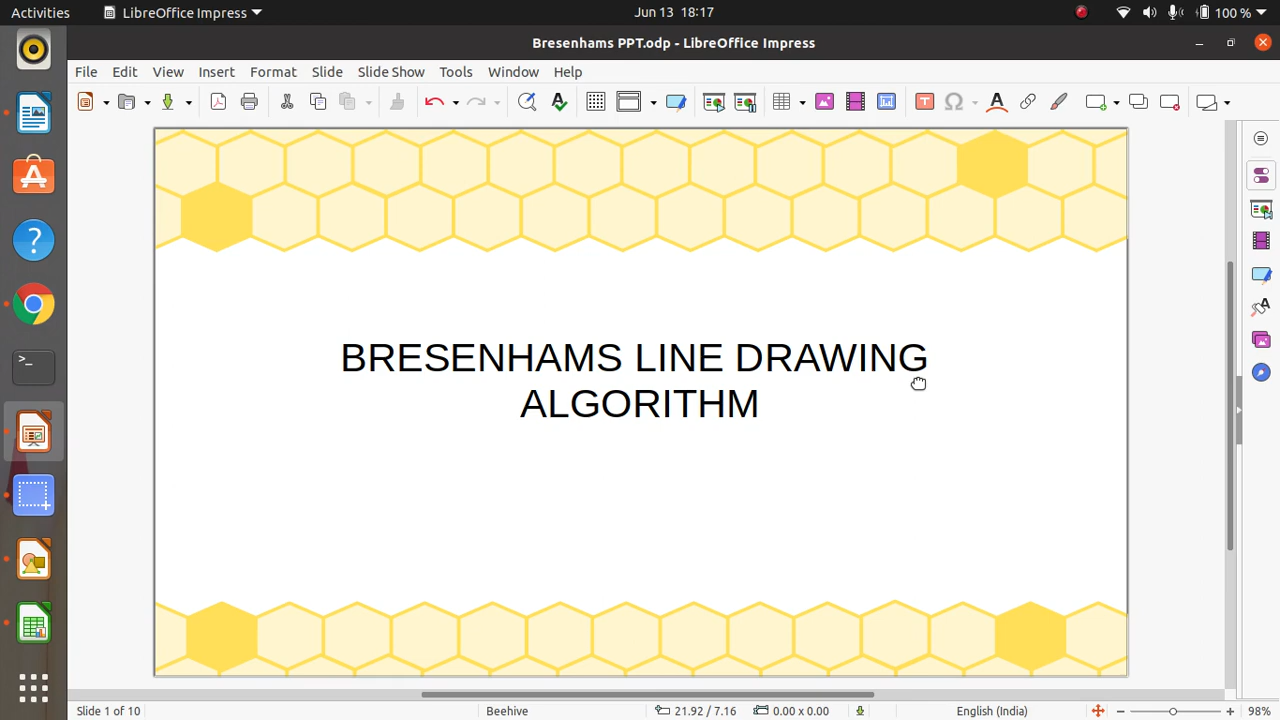 Activities LibreOffice Impress Jun 13 18:17 100 %
Bresenhams PPT.odp - LibreOffice Impress
File Edit View Insert Format Slide Slide Show Tools Window Help
BRESENHAMS LINE DRAWING
ALGORITHM
Slide 1 of 10 Beehive 21.92 / 7.16 0.00 x 0.00 English (India) 98%